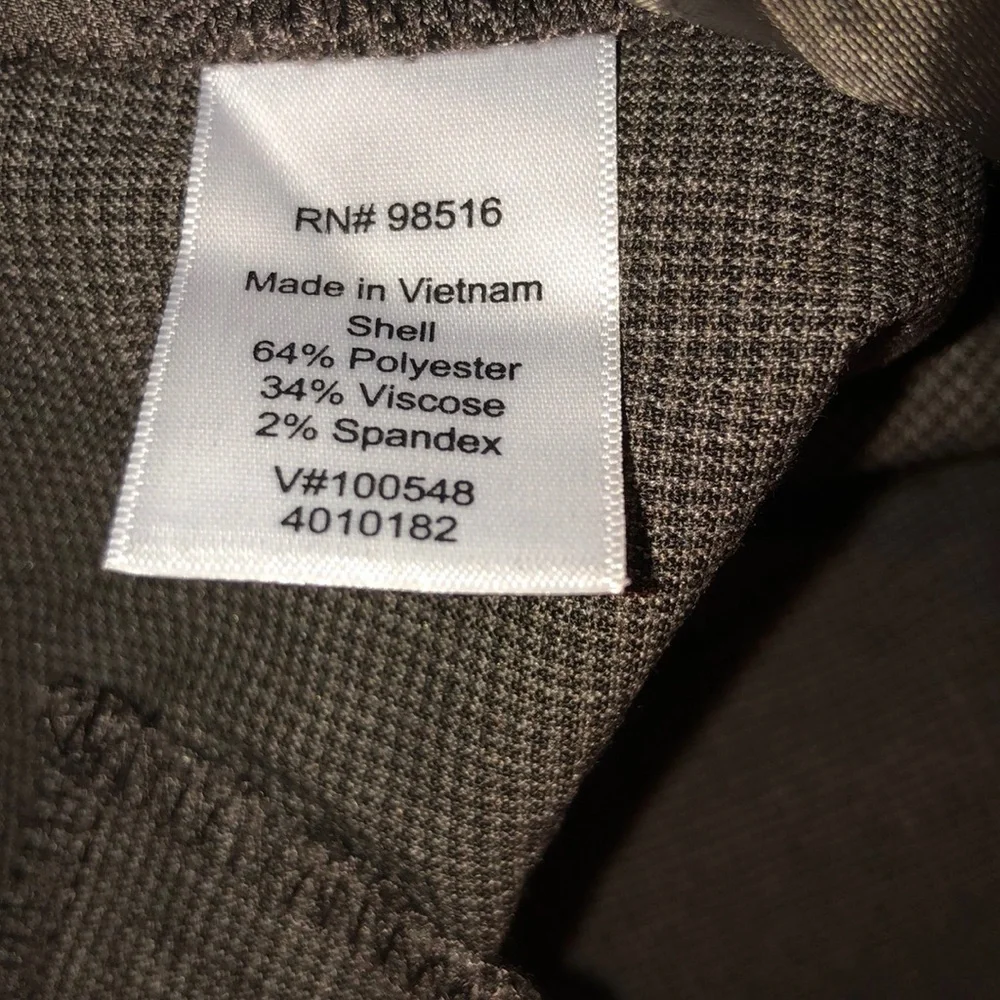 RN# 98516
Made in Vietnam
Shell
64% Polyester
34% Viscose
2% Spandex
V#100548
4010182